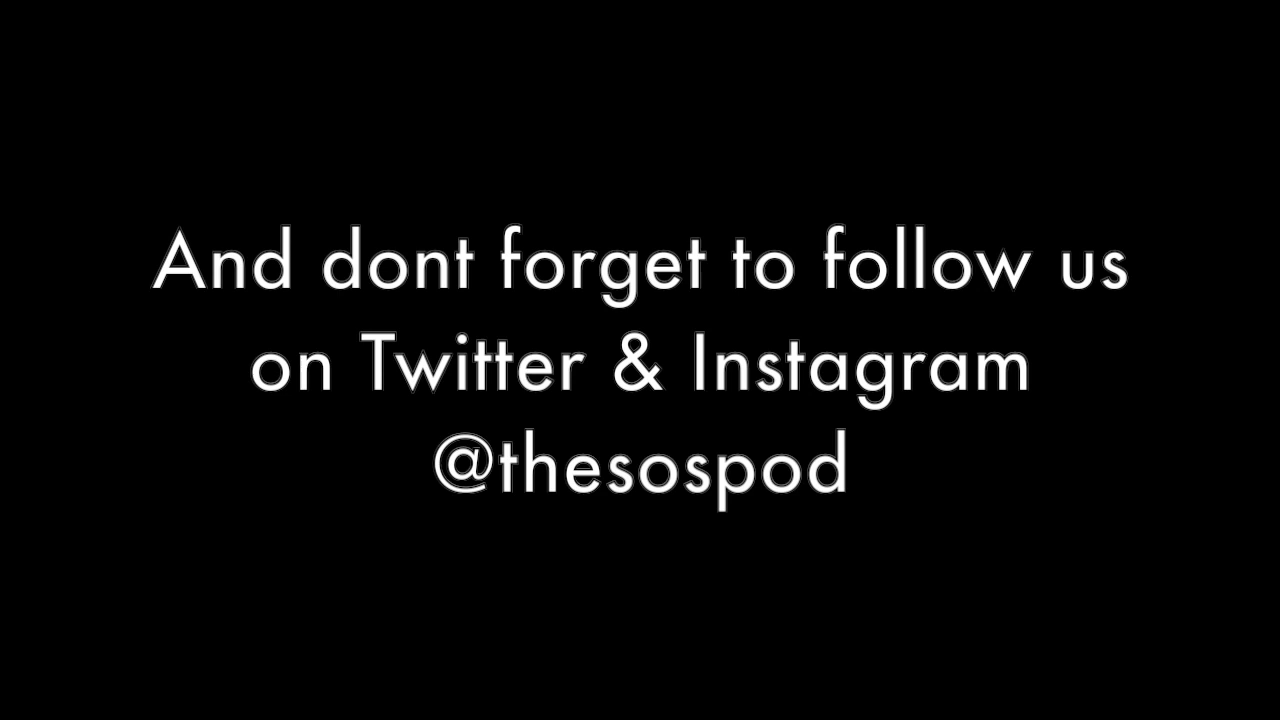 And dont forget to follow us
on Twitter & Instagram
@thesospod